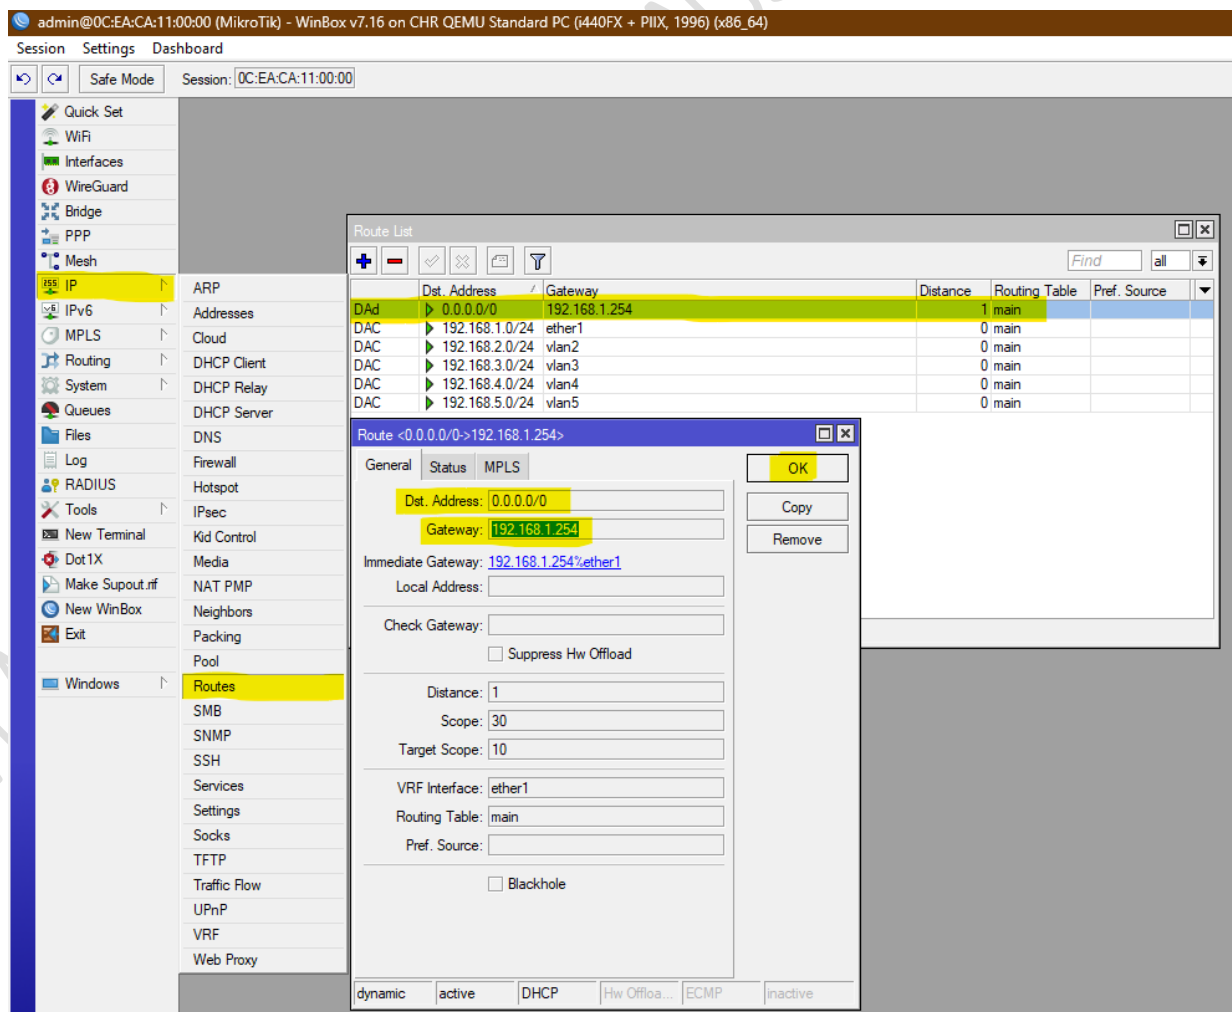 admin@0C:EA:CA:11:00:00 (MikroTik) - WinBox v7.16 on CHR QEMU Standard PC (i440FX + PIIX, 1996) (x86_64)
Session Settings Dashboard
Safe Mode Session: 0C:EA:CA:11:00:00
Quick Set
WiFi
Interfaces
WireGuard
Bridge
PPP
Mesh
IP
IPv6
MPLS
Routing
System
Queues
Files
Log
RADIUS
Tools
New Terminal
Dot1X
Make Supout.rif
New WinBox
Exit
Windows
ARP
Addresses
Cloud
DHCP Client
DHCP Relay
DHCP Server
DNS
Firewall
Hotspot
IPsec
Kid Control
Media
NAT PMP
Neighbors
Packing
Pool
Routes
SMB
SNMP
SSH
Services
Settings
Socks
TFTP
Traffic Flow
UPnP
VRF
Web Proxy
Route List
Find all
Dst. Address Gateway Distance Routing Table Pref. Source
DAd 0.0.0.0/0 192.168.1.254 1 main
DAC 192.168.1.0/24 ether1 0 main
DAC 192.168.2.0/24 vlan2 0 main
DAC 192.168.3.0/24 vlan3 0 main
DAC 192.168.4.0/24 vlan4 0 main
DAC 192.168.5.0/24 vlan5 0 main
Route <0.0.0.0/0->192.168.1.254>
General Status MPLS
OK
Copy
Remove
Dst. Address: 0.0.0.0/0
Gateway: 192.168.1.254
Immediate Gateway: 192.168.1.254%ether1
Local Address:
Check Gateway:
Suppress Hw Offload
Distance: 1
Scope: 30
Target Scope: 10
VRF Interface: ether1
Routing Table: main
Pref. Source:
Blackhole
dynamic active DHCP Hw Offloa... ECMP inactive